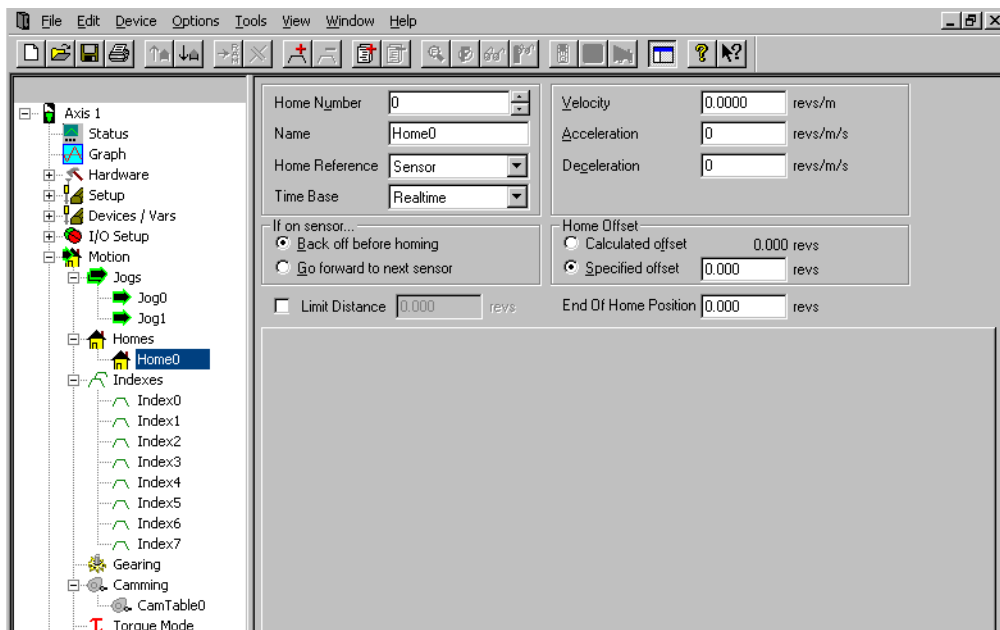 File Edit Device Options Tools View Window Help
Axis 1
Status
Graph
Hardware
Setup
Devices / Vars
I/O Setup
Motion
Jogs
Jog0
Jog1
Homes
Home0
Indexes
Index0
Index1
Index2
Index3
Index4
Index5
Index6
Index7
Gearing
Camming
CamTable0
Torque Mode
Home Number 0
Name Home0
Home Reference Sensor
Time Base Realtime
Velocity 0.0000 revs/m
Acceleration 0 revs/m/s
Deceleration 0 revs/m/s
If on sensor...
Back off before homing
Go forward to next sensor
Home Offset
Calculated offset 0.000 revs
Specified offset 0.000 revs
Limit Distance 0.000 revs
End Of Home Position 0.000 revs